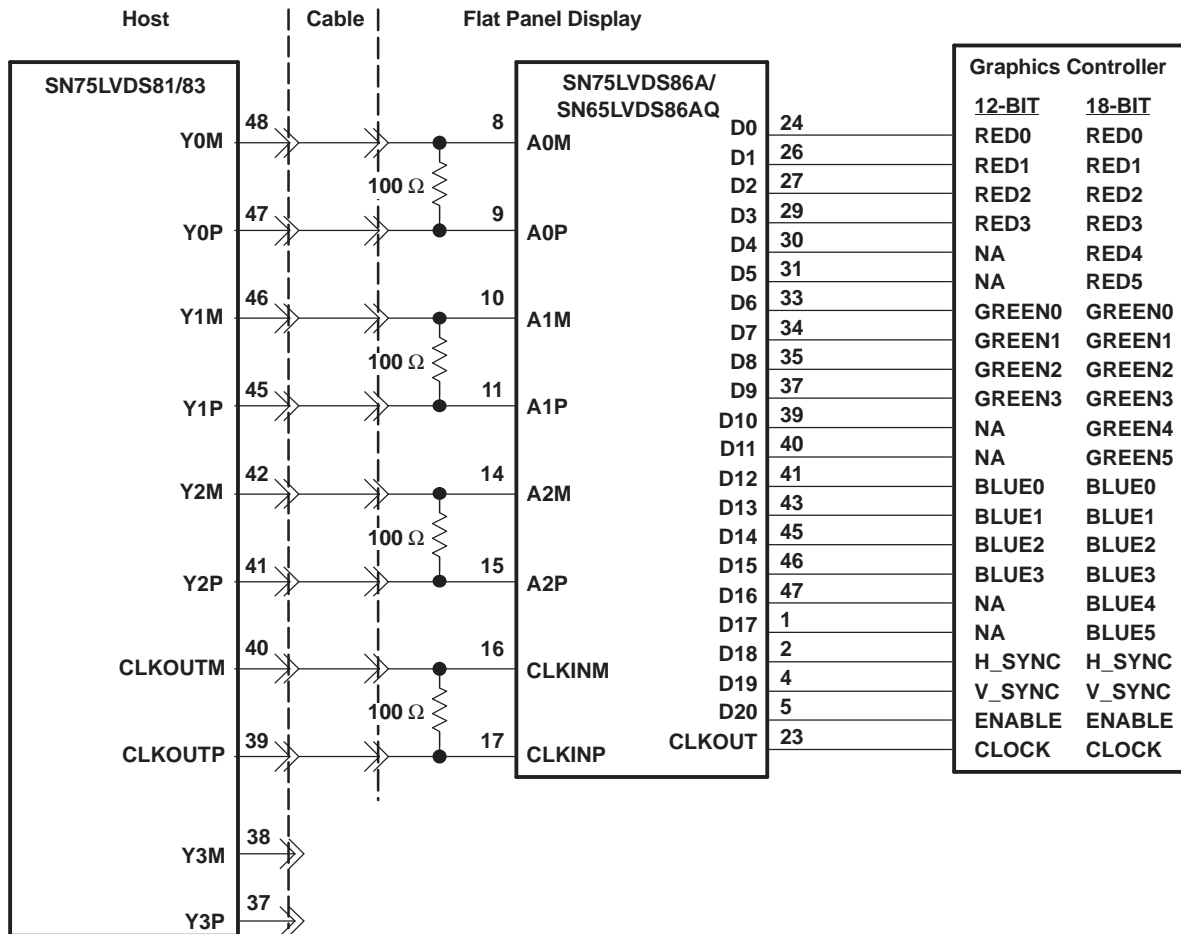 Host Cable Flat Panel Display
SN75LVDS81/83
Y0M 48
Y0P 47
Y1M 46
Y1P 45
Y2M 42
Y2P 41
CLKOUTM 40
CLKOUTP 39
Y3M 38
Y3P 37
100 Ω
100 Ω
100 Ω
100 Ω
SN75LVDS86A/
SN65LVDS86AQ
8 A0M
9 A0P
10 A1M
11 A1P
14 A2M
15 A2P
16 CLKINM
17 CLKINP
D0 24
D1 26
D2 27
D3 29
D4 30
D5 31
D6 33
D7 34
D8 35
D9 37
D10 39
D11 40
D12 41
D13 43
D14 45
D15 46
D16 47
D17 1
D18 2
D19 4
D20 5
CLKOUT 23
Graphics Controller
12-BIT 18-BIT
RED0 RED0
RED1 RED1
RED2 RED2
RED3 RED3
NA RED4
NA RED5
GREEN0 GREEN0
GREEN1 GREEN1
GREEN2 GREEN2
GREEN3 GREEN3
NA GREEN4
NA GREEN5
BLUE0 BLUE0
BLUE1 BLUE1
BLUE2 BLUE2
BLUE3 BLUE3
NA BLUE4
NA BLUE5
H_SYNC H_SYNC
V_SYNC V_SYNC
ENABLE ENABLE
CLOCK CLOCK